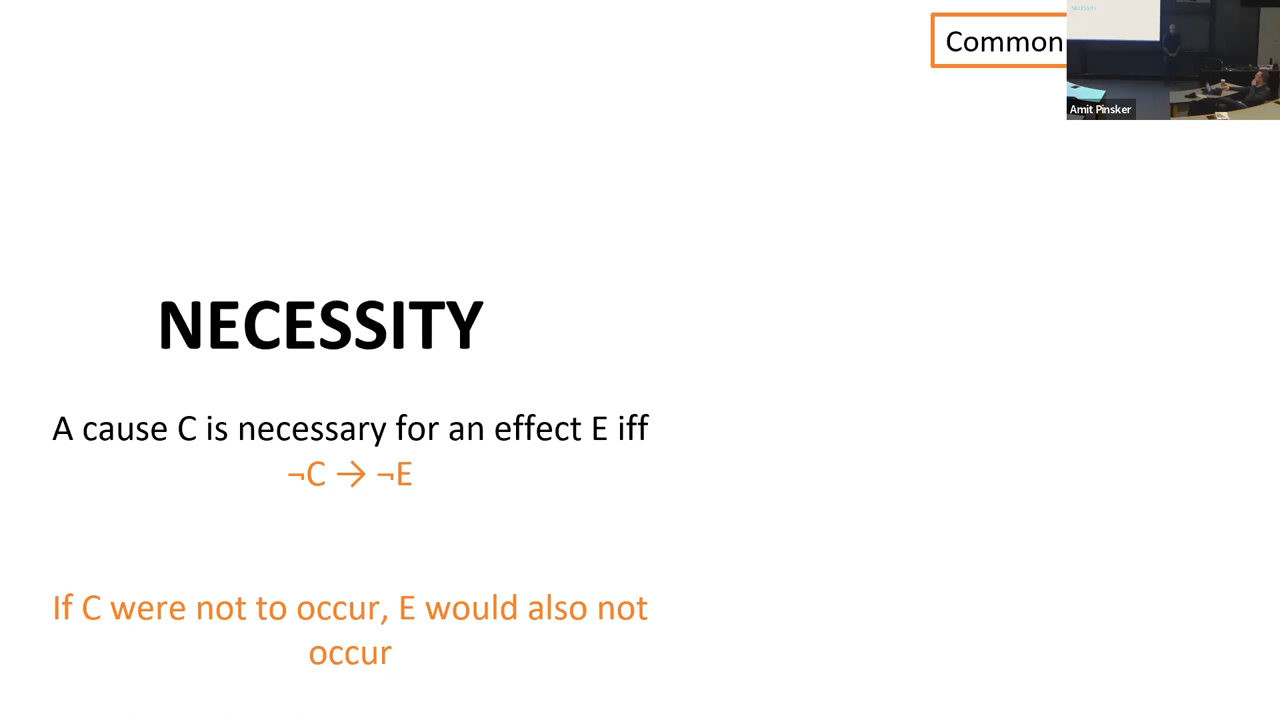 Common
NECESSITY
Amit Pinsker
NECESSITY
A cause C is necessary for an effect E iff
¬C → ¬E
If C were not to occur, E would also not
occur